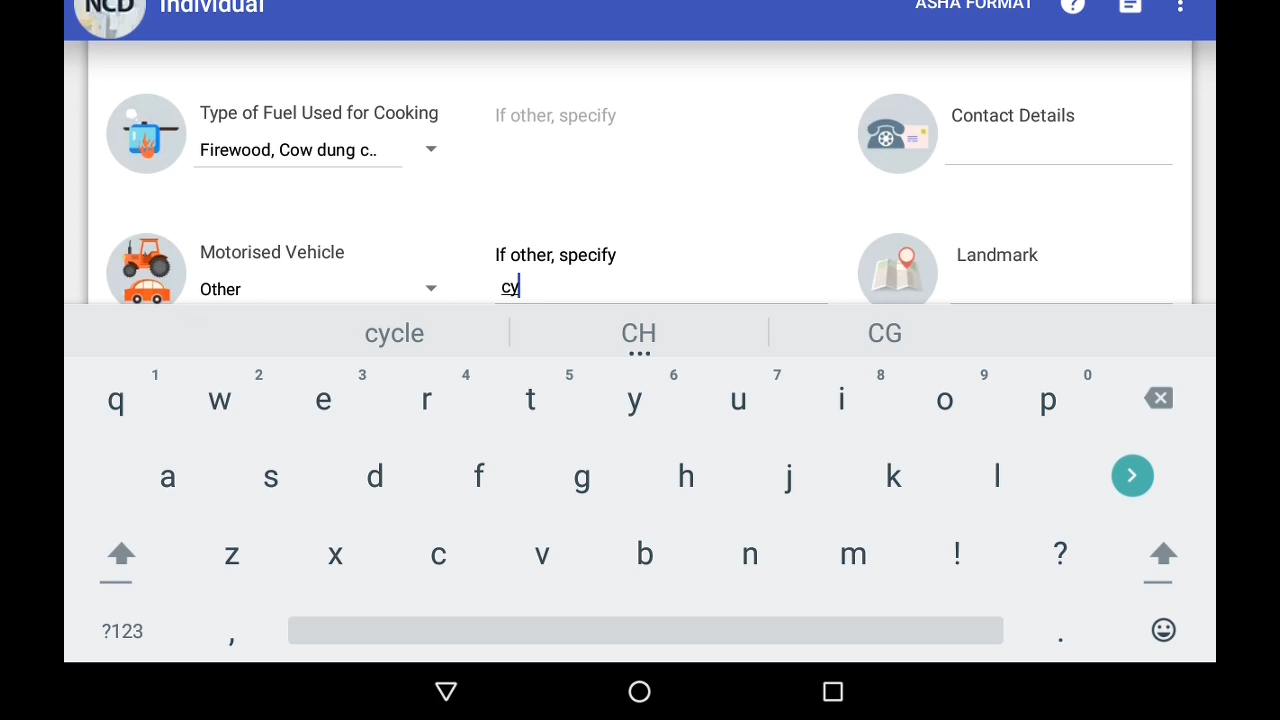 NCD Individual ASHA FORMAT ?
Type of Fuel Used for Cooking If other, specify Contact Details
Firewood, Cow dung c..
Motorised Vehicle If other, specify Landmark
Other cy
cycle CH CG
1 2 3 4 5 6 7 8 9 0
q w e r t y u i o p
a s d f g h j k l
z x c v b n m ! ?
?123 , .